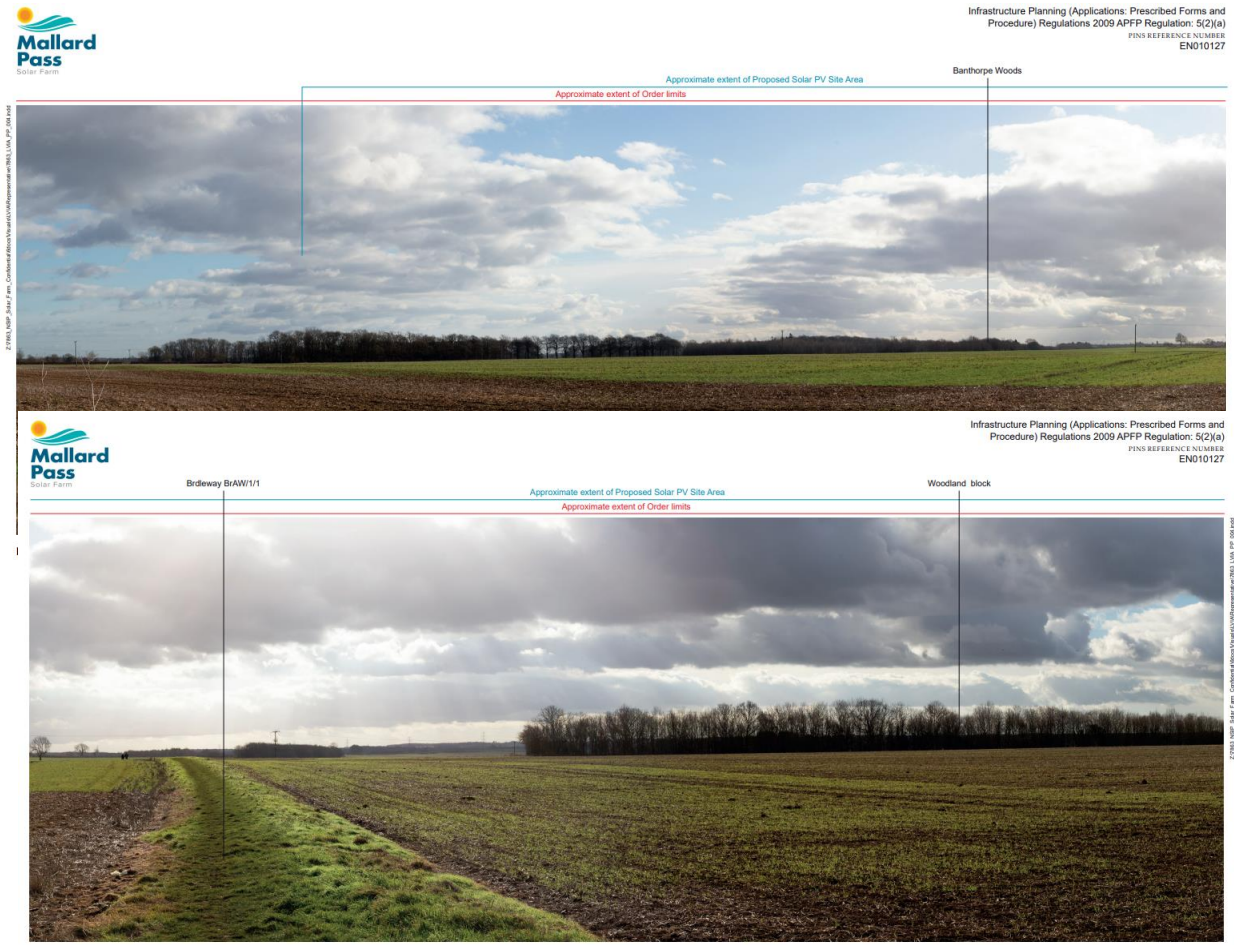 Mallard
Pass
Solar Farm
Infrastructure Planning (Applications: Prescribed Forms and
Procedure) Regulations 2009 APFP Regulation: 5(2)(a)
PINS REFERENCE NUMBER
EN010127
Banthorpe Woods
Approximate extent of Proposed Solar PV Site Area
Approximate extent of Order limits
Mallard
Pass
Solar Farm
Infrastructure Planning (Applications: Prescribed Forms and
Procedure) Regulations 2009 APFP Regulation: 5(2)(a)
PINS REFERENCE NUMBER
EN010127
Brdleway BrAW/1/1
Woodland block
Approximate extent of Proposed Solar PV Site Area
Approximate extent of Order limits